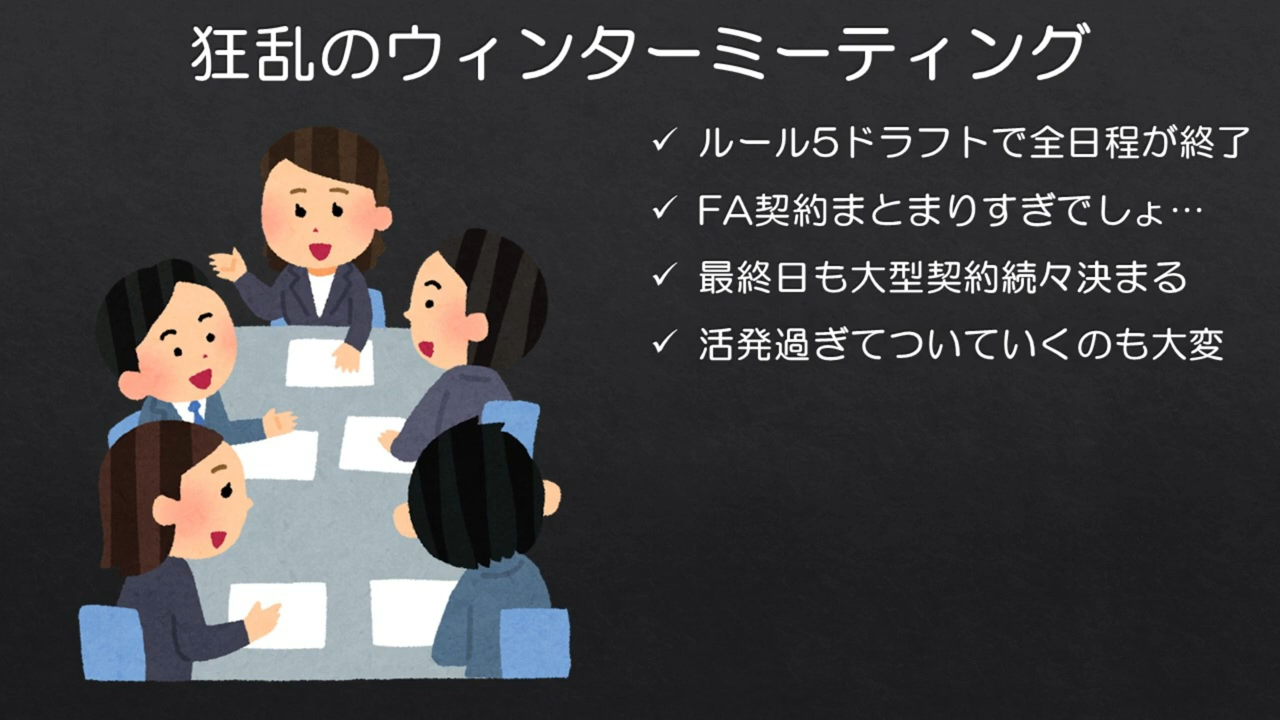 狂乱のウィンターミーティング
✓ ルール5ドラフトで全日程が終了
✓ FA契約まとまりすぎでしょ…
✓ 最終日も大型契約続々決まる
✓ 活発過ぎてついていくのも大変